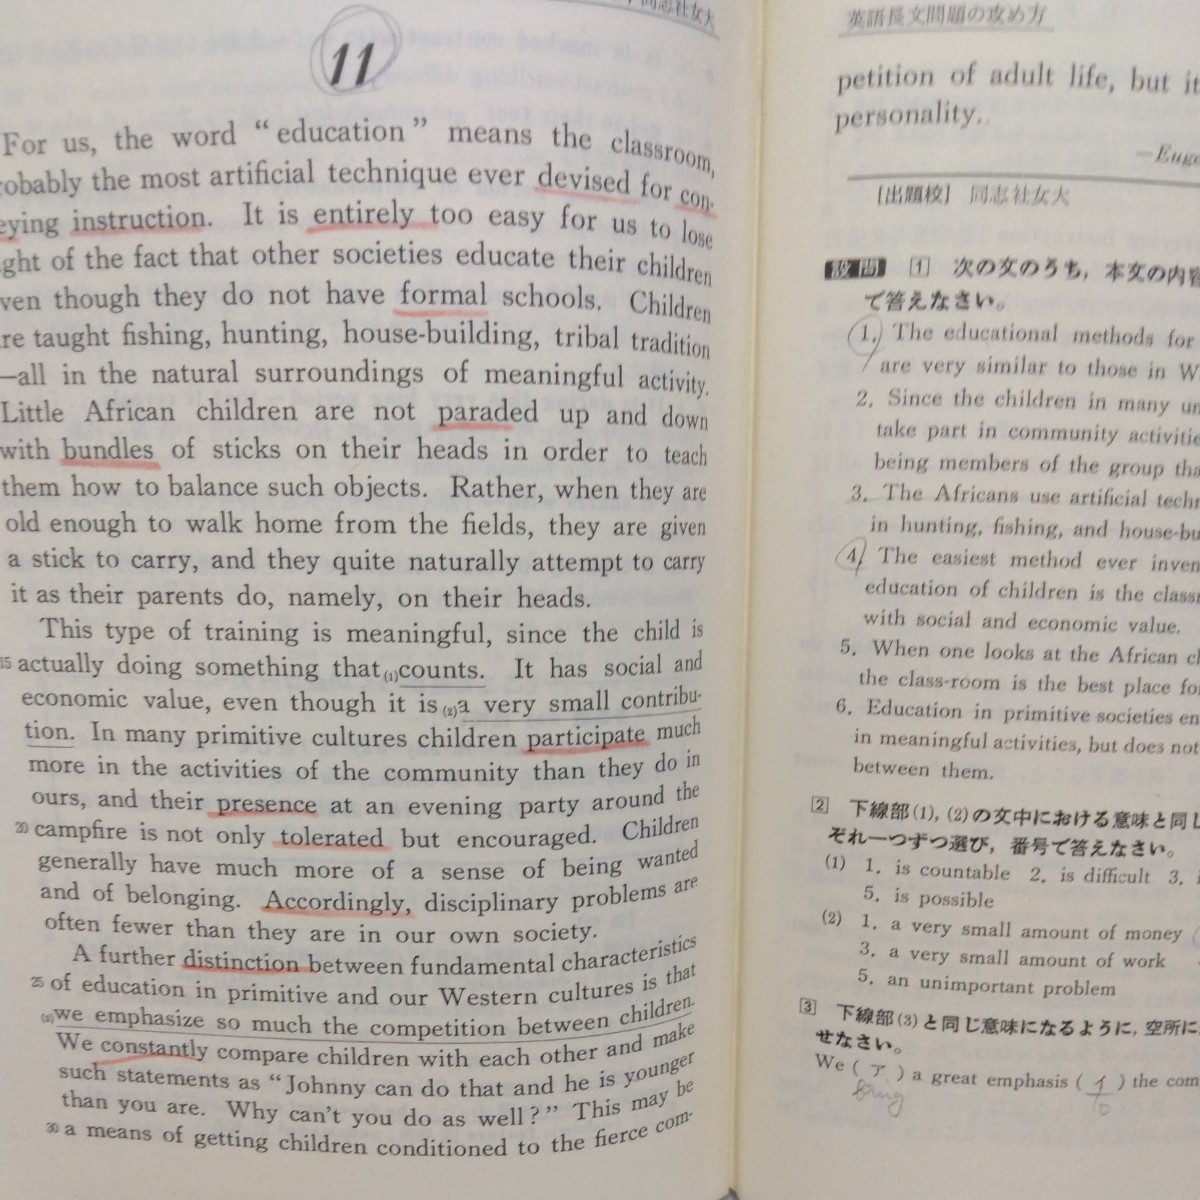 同志社女大
11
For us, the word “education” means the classroom,
robably the most artificial technique ever devised for con-
eying instruction. It is entirely too easy for us to lose
ght of the fact that other societies educate their children
ven though they do not have formal schools. Children
re taught fishing, hunting, house-building, tribal tradition
—all in the natural surroundings of meaningful activity.
Little African children are not paraded up and down
with bundles of sticks on their heads in order to teach
them how to balance such objects. Rather, when they are
old enough to walk home from the fields, they are given
a stick to carry, and they quite naturally attempt to carry
it as their parents do, namely, on their heads.
This type of training is meaningful, since the child is
15 actually doing something that (1)counts. It has social and
economic value, even though it is (2)a very small contribu-
tion. In many primitive cultures children participate much
more in the activities of the community than they do in
ours, and their presence at an evening party around the
20 campfire is not only tolerated but encouraged. Children
generally have much more of a sense of being wanted
and of belonging. Accordingly, disciplinary problems are
often fewer than they are in our own society.
A further distinction between fundamental characteristics
25 of education in primitive and our Western cultures is that
(3)we emphasize so much the competition between children.
We constantly compare children with each other and make
such statements as “Johnny can do that and he is younger
than you are. Why can't you do as well?” This may be
30 a means of getting children conditioned to the fierce com-
英語長文問題の攻め方
petition of adult life, but it
personality.
—Euge
[出題校] 同志社女大
設問 1 次の文のうち，本文の内容
で答えなさい。
1. The educational methods for
are very similar to those in W
2. Since the children in many un
take part in community activitie
being members of the group tha
3. The Africans use artificial techn
in hunting, fishing, and house-bu
4. The easiest method ever inven
education of children is the classr
with social and economic value.
5. When one looks at the African ch
the class-room is the best place fo
6. Education in primitive societies en
in meaningful activities, but does not
between them.
2 下線部(1), (2)の文中における意味と同じ
ぞれ一つずつ選び，番号で答えなさい。
(1) 1. is countable 2. is difficult 3. i
5. is possible
(2) 1. a very small amount of money
3. a very small amount of work
5. an unimportant problem
3 下線部(3)と同じ意味になるように, 空所に
せなさい。
We ( ア ) a great emphasis ( イ ) the com
bring to